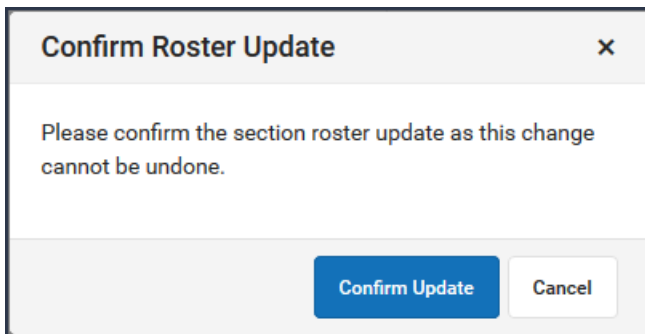 Confirm Roster Update ×
Please confirm the section roster update as this change
cannot be undone.
Confirm Update Cancel